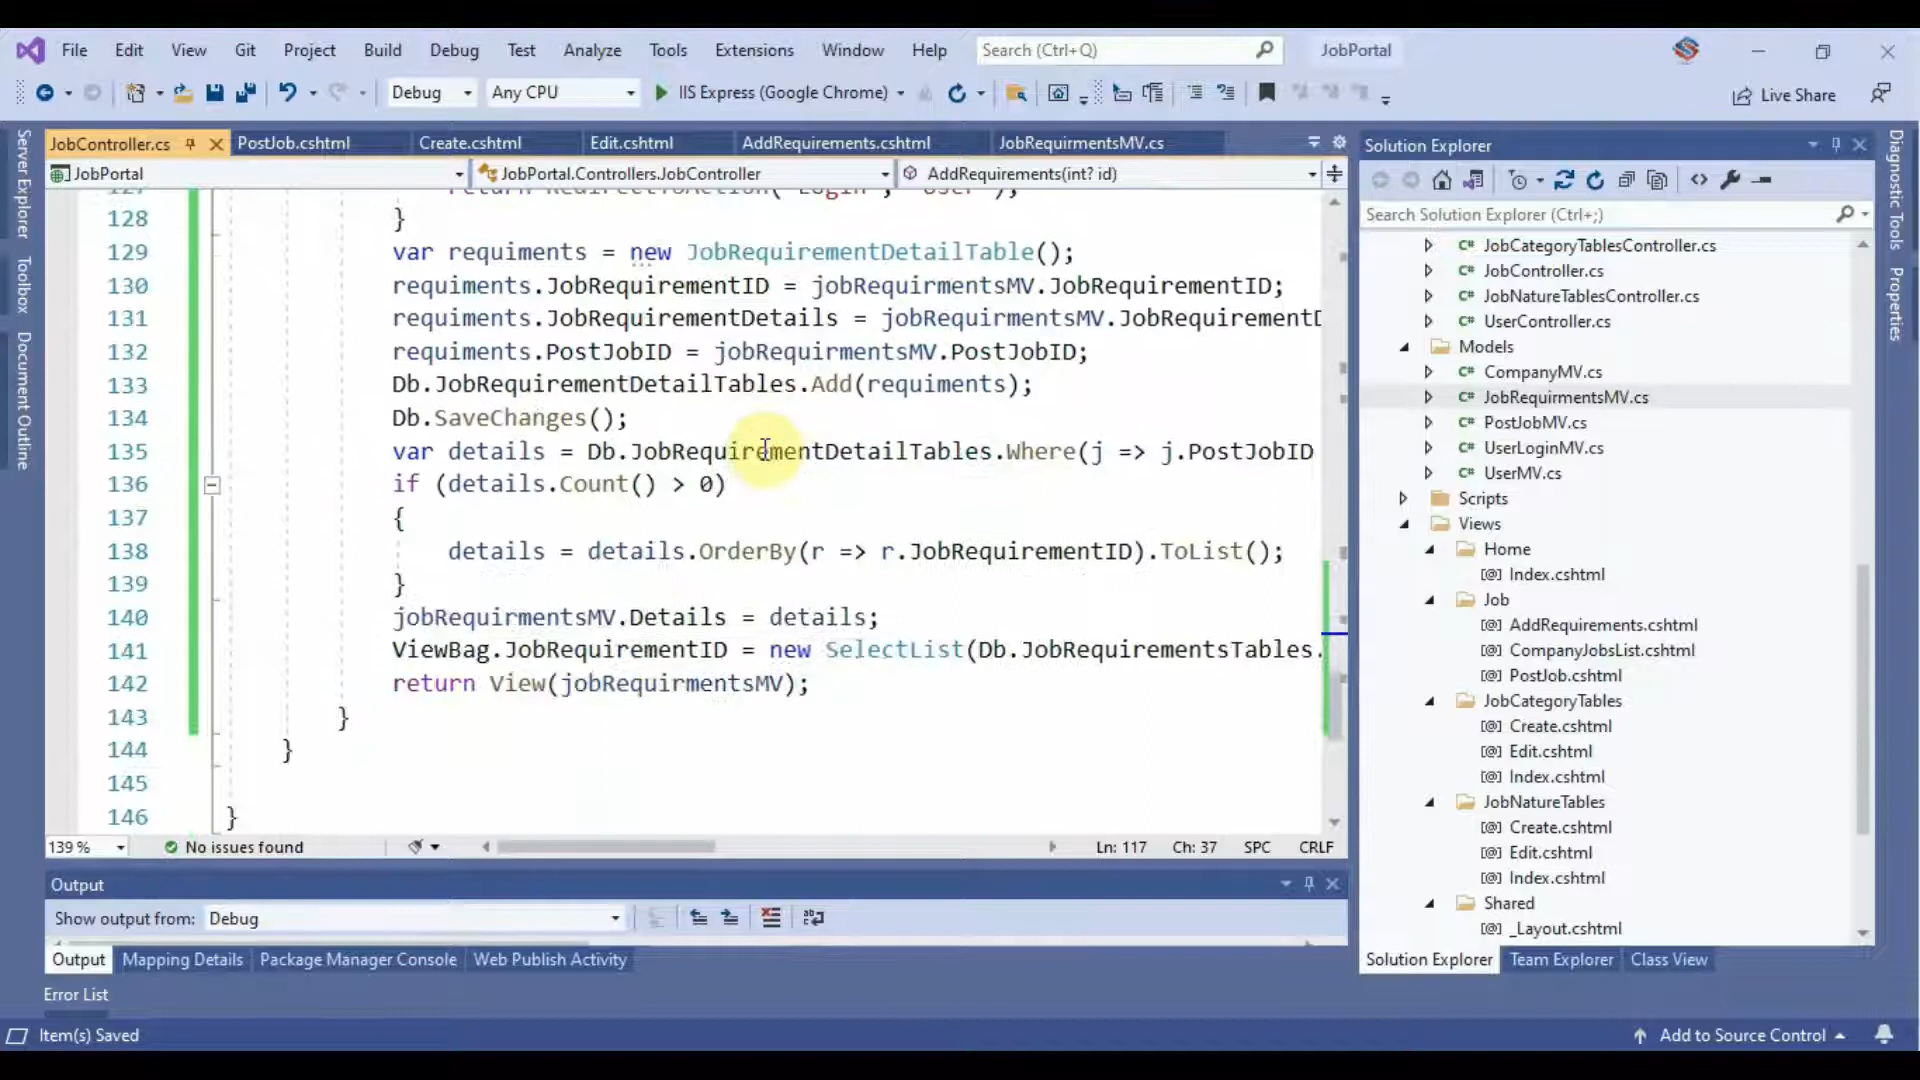 File Edit View Git Project Build Debug Test Analyze Tools Extensions Window Help Search (Ctrl+Q) JobPortal
Debug Any CPU IIS Express (Google Chrome) Live Share
JobController.cs PostJob.cshtml Create.cshtml Edit.cshtml AddRequirements.cshtml JobRequirmentsMV.cs
JobPortal JobPortal.Controllers.JobController AddRequirements(int? id)
127 return RedirectToAction("Login", "User");
128 }
129 var requiments = new JobRequirementDetailTable();
130 requiments.JobRequirementID = jobRequirmentsMV.JobRequirementID;
131 requiments.JobRequirementDetails = jobRequirmentsMV.JobRequirementD
132 requiments.PostJobID = jobRequirmentsMV.PostJobID;
133 Db.JobRequirementDetailTables.Add(requiments);
134 Db.SaveChanges();
135 var details = Db.JobRequirementDetailTables.Where(j => j.PostJobID
136 if (details.Count() > 0)
137 {
138 details = details.OrderBy(r => r.JobRequirementID).ToList();
139 }
140 jobRequirmentsMV.Details = details;
141 ViewBag.JobRequirementID = new SelectList(Db.JobRequirementsTables.
142 return View(jobRequirmentsMV);
143 }
144 }
145
146 }
139 % No issues found Ln: 117 Ch: 37 SPC CRLF
Output
Show output from: Debug
Output Mapping Details Package Manager Console Web Publish Activity
Error List
Item(s) Saved Add to Source Control
Server Explorer
Toolbox
Document Outline
Solution Explorer
Search Solution Explorer (Ctrl+;)
C# JobCategoryTablesController.cs
C# JobController.cs
C# JobNatureTablesController.cs
C# UserController.cs
Models
C# CompanyMV.cs
C# JobRequirmentsMV.cs
C# PostJobMV.cs
C# UserLoginMV.cs
C# UserMV.cs
Scripts
Views
Home
[@] Index.cshtml
Job
[@] AddRequirements.cshtml
[@] CompanyJobsList.cshtml
[@] PostJob.cshtml
JobCategoryTables
[@] Create.cshtml
[@] Edit.cshtml
[@] Index.cshtml
JobNatureTables
[@] Create.cshtml
[@] Edit.cshtml
[@] Index.cshtml
Shared
[@] _Layout.cshtml
Solution Explorer Team Explorer Class View
Diagnostic Tools
Properties